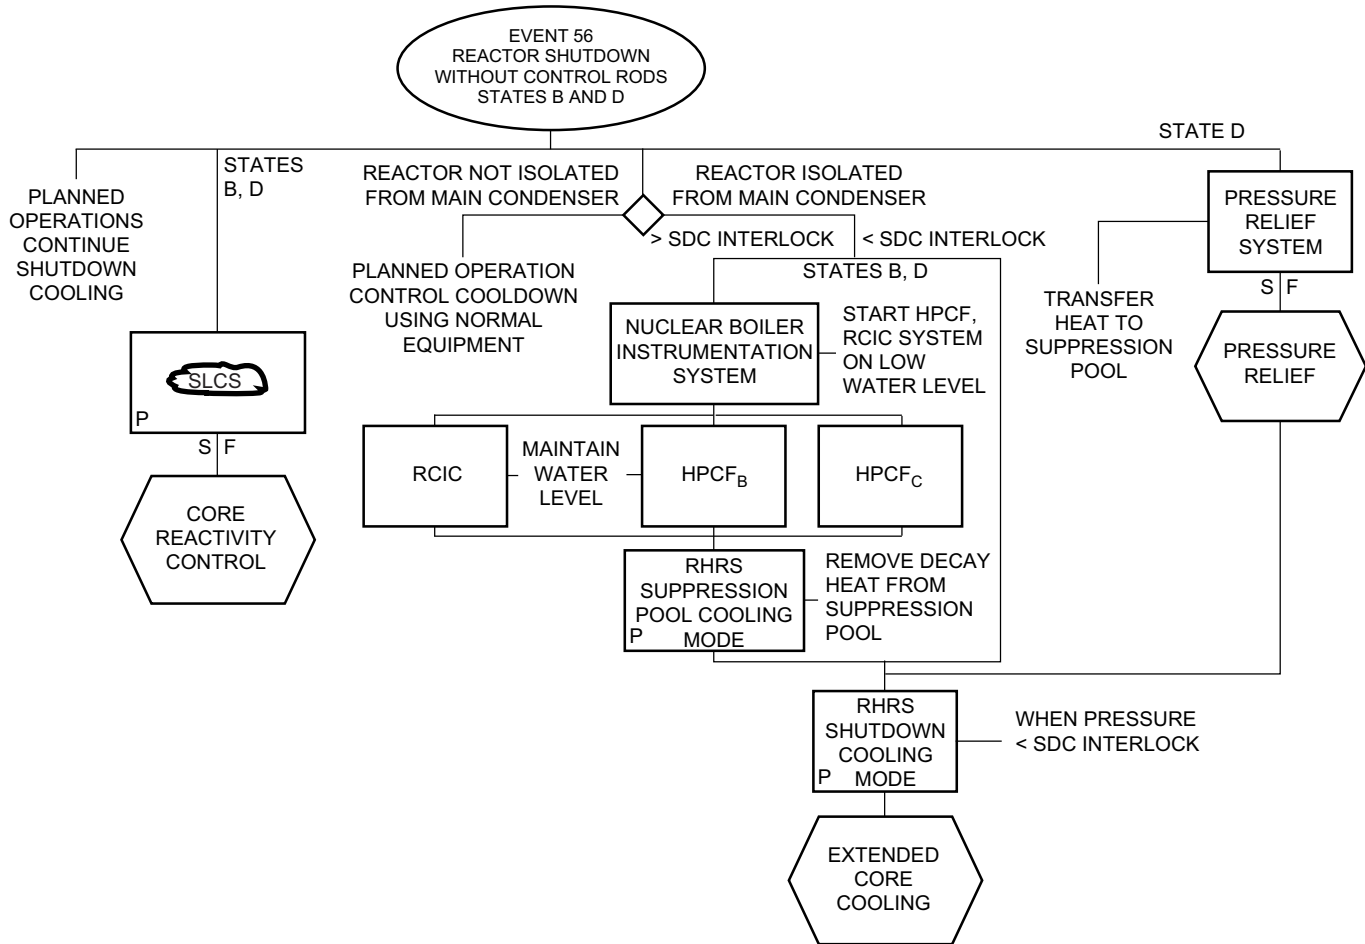 EVENT 56
REACTOR SHUTDOWN
WITHOUT CONTROL RODS
STATES B AND D
STATE D
STATES
B, D
PLANNED
OPERATIONS
CONTINUE
SHUTDOWN
COOLING
REACTOR NOT ISOLATED
FROM MAIN CONDENSER
REACTOR ISOLATED
FROM MAIN CONDENSER
> SDC INTERLOCK
< SDC INTERLOCK
PLANNED OPERATION
CONTROL COOLDOWN
USING NORMAL
EQUIPMENT
STATES B, D
PRESSURE
RELIEF
SYSTEM
S F
TRANSFER
HEAT TO
SUPPRESSION
POOL
PRESSURE
RELIEF
NUCLEAR BOILER
INSTRUMENTATION
SYSTEM
START HPCF,
RCIC SYSTEM
ON LOW
WATER LEVEL
SLCS
P
S F
CORE
REACTIVITY
CONTROL
RCIC
MAINTAIN
WATER
LEVEL
HPCF_B
HPCF_C
RHRS
SUPPRESSION
POOL COOLING
P MODE
REMOVE DECAY
HEAT FROM
SUPPRESSION
POOL
RHRS
SHUTDOWN
COOLING
P MODE
WHEN PRESSURE
< SDC INTERLOCK
EXTENDED
CORE
COOLING